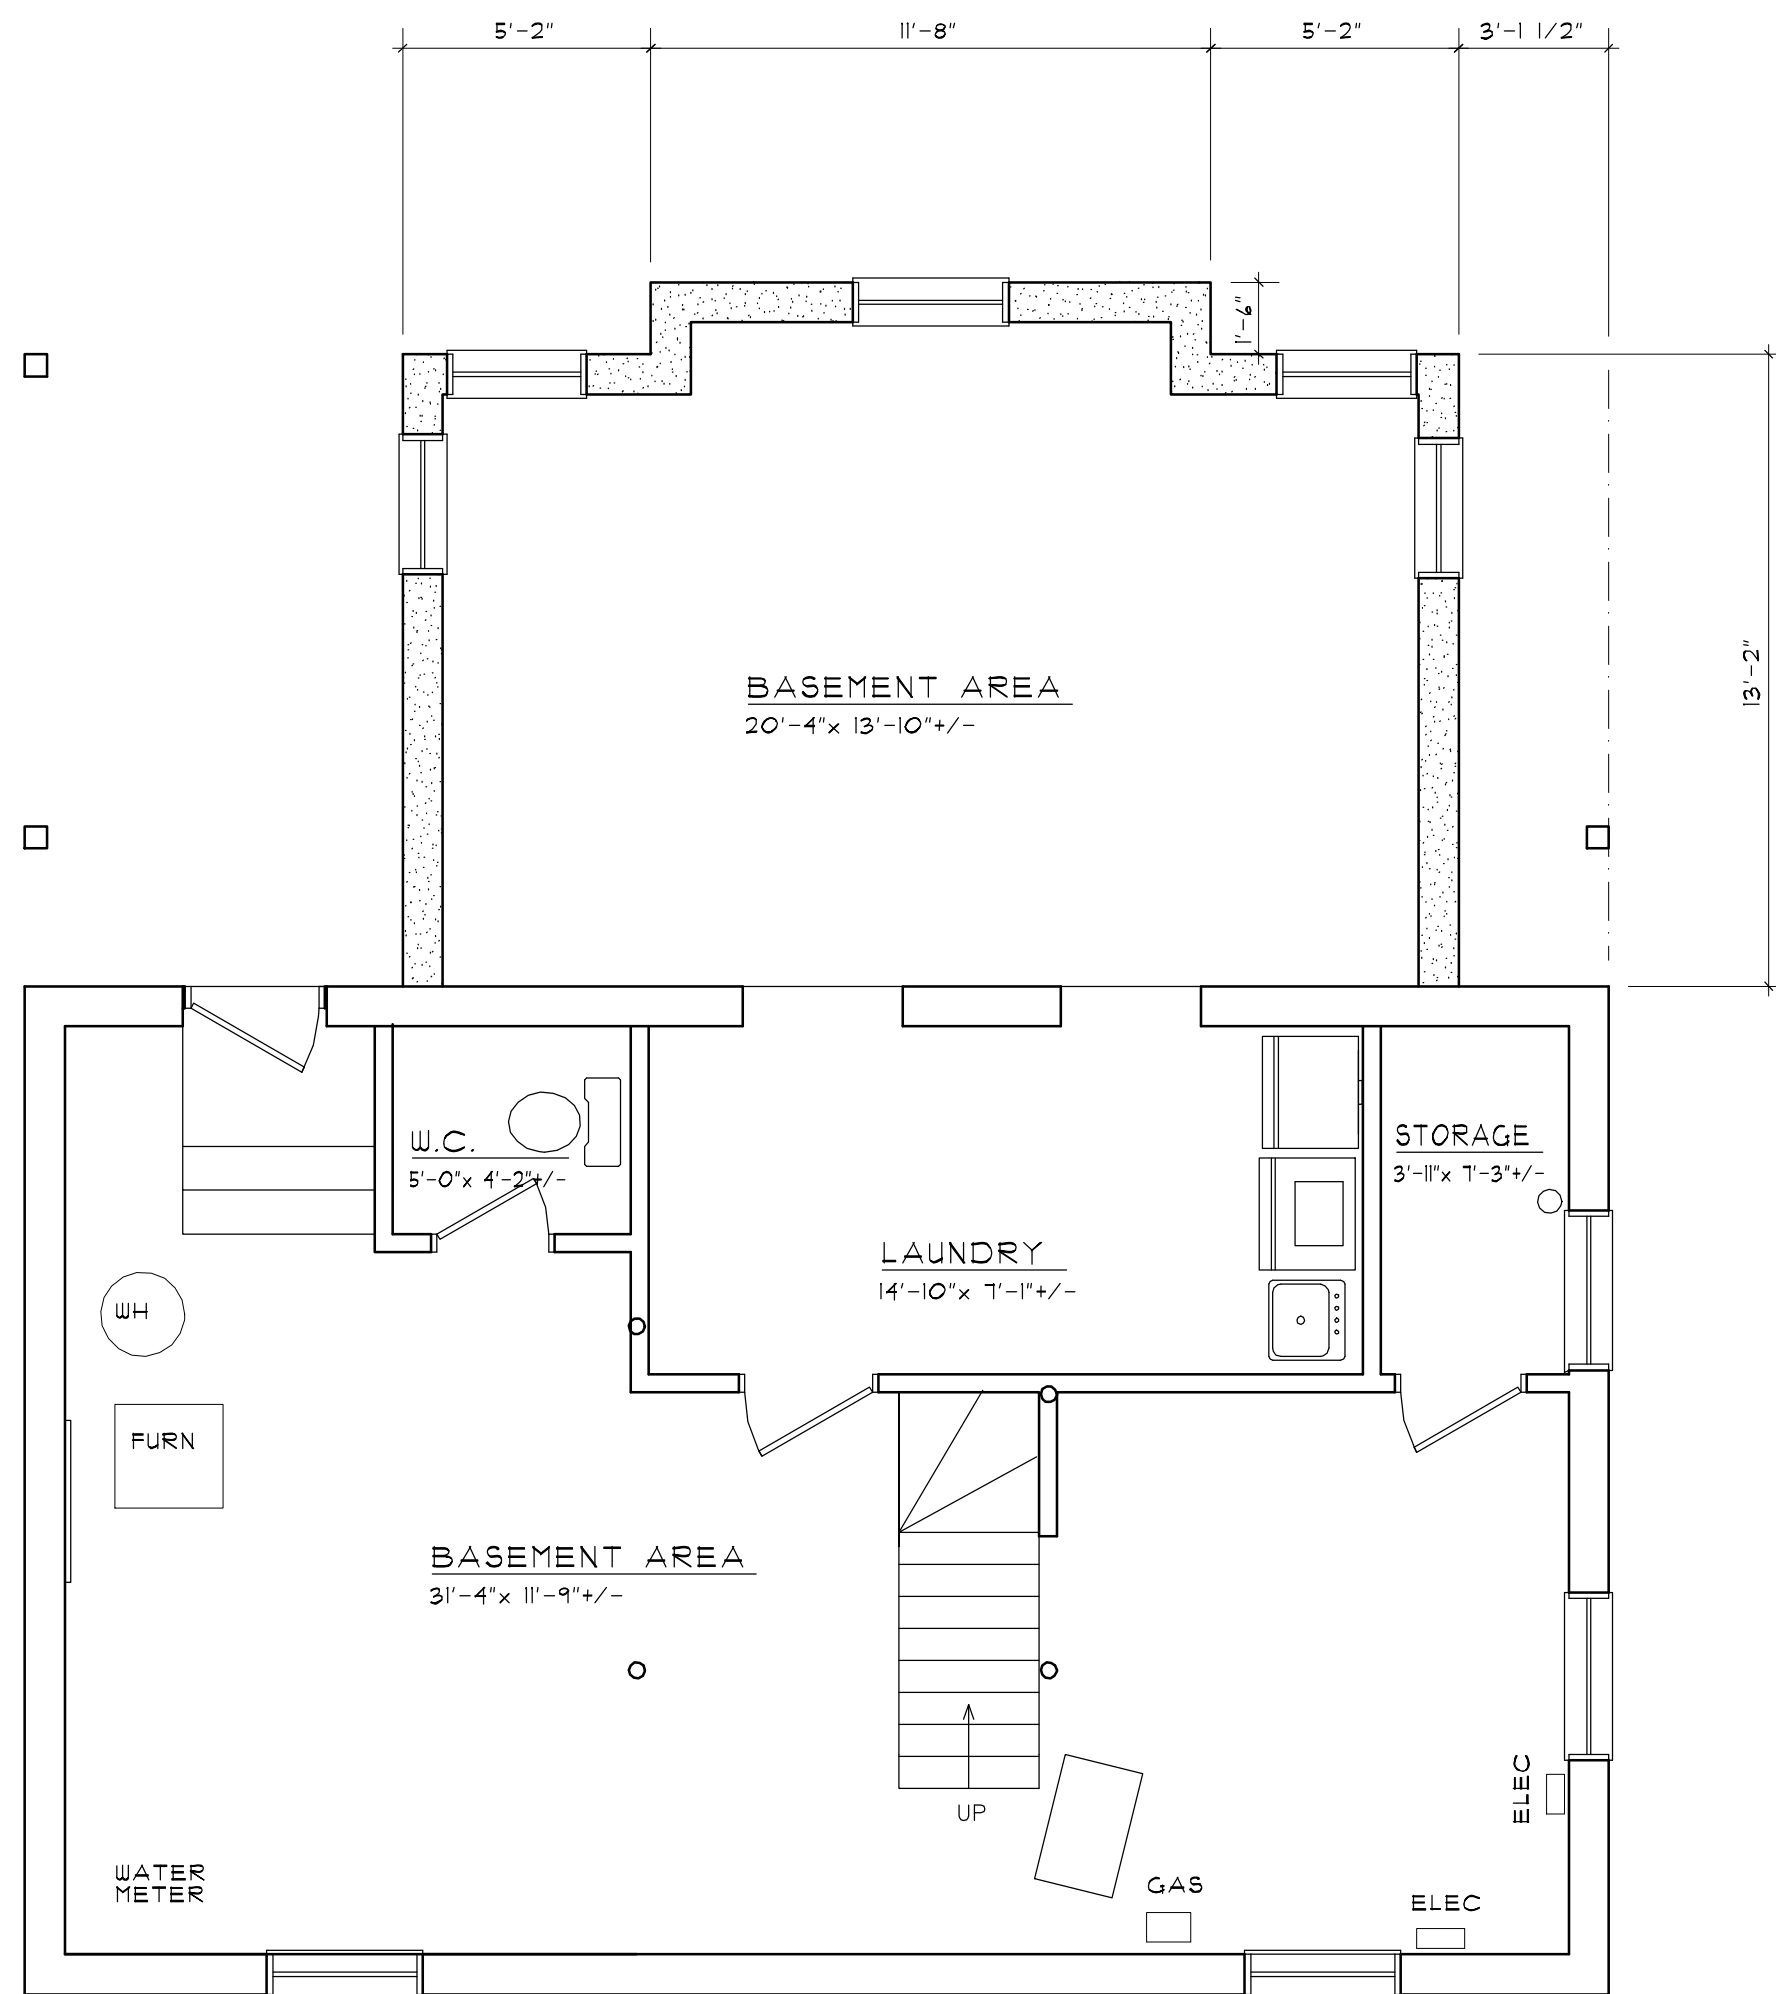 5'-2"
11'-8"
5'-2"
3'-1 1/2"
1'-6"
13'-2"
BASEMENT AREA
20'-4"x 13'-10"+/-
W.C.
5'-0"x 4'-2"+/-
STORAGE
3'-11"x 7'-3"+/-
LAUNDRY
14'-10"x 7'-1"+/-
WH
FURN
BASEMENT AREA
31'-4"x 11'-9"+/-
UP
ELEC
WATER
METER
GAS
ELEC